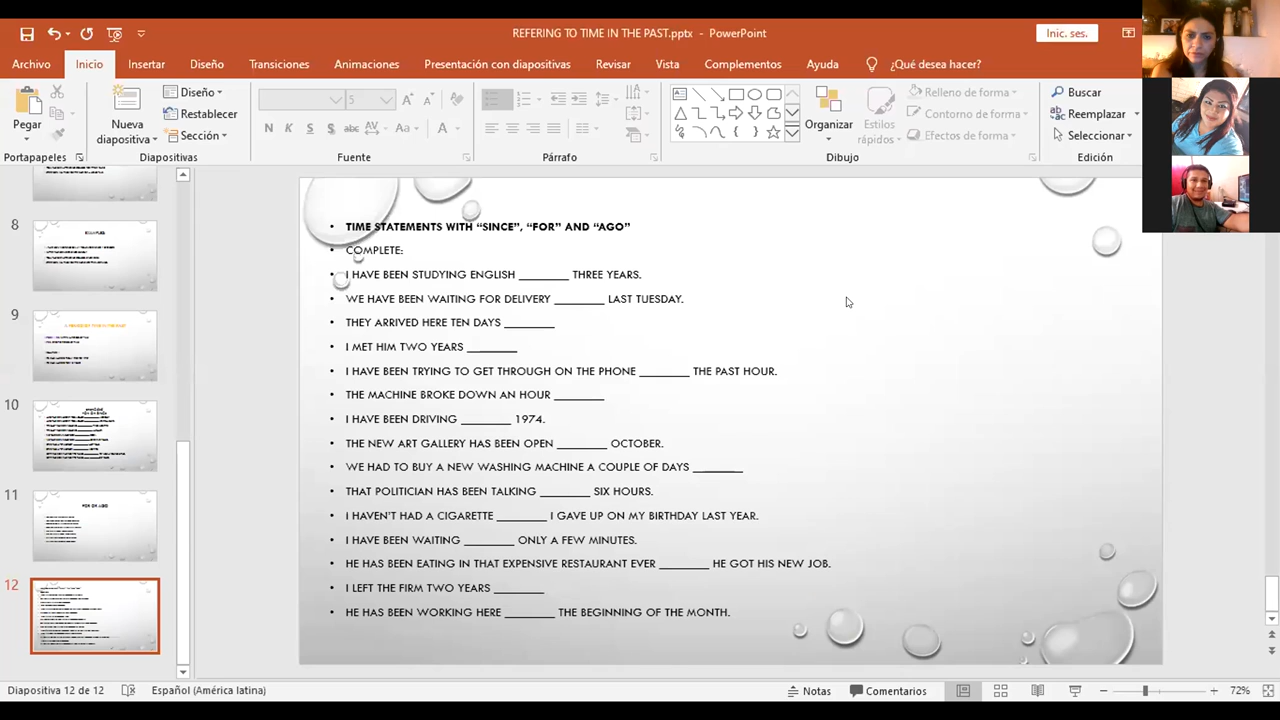 REFERING TO TIME IN THE PAST.pptx - PowerPoint
Inic. ses.
Archivo Inicio Insertar Diseño Transiciones Animaciones Presentación con diapositivas Revisar Vista Complementos Ayuda ¿Qué desea hacer?
Pegar
Portapapeles
Nueva diapositiva
Diseño
Restablecer
Sección
Diapositivas
5
N K S abc AV Aa A
Fuente
Párrafo
Organizar
Estilos rápidos
Relleno de forma
Contorno de forma
Efectos de forma
Dibujo
Buscar
Reemplazar
Seleccionar
Edición
8
9
10
11
FOR OR AGO
12
• TIME STATEMENTS WITH “SINCE”, “FOR” AND “AGO”
• COMPLETE:
• I HAVE BEEN STUDYING ENGLISH ________ THREE YEARS.
• WE HAVE BEEN WAITING FOR DELIVERY ________ LAST TUESDAY.
• THEY ARRIVED HERE TEN DAYS ________
• I MET HIM TWO YEARS ________
• I HAVE BEEN TRYING TO GET THROUGH ON THE PHONE ________ THE PAST HOUR.
• THE MACHINE BROKE DOWN AN HOUR ________
• I HAVE BEEN DRIVING ________ 1974.
• THE NEW ART GALLERY HAS BEEN OPEN ________ OCTOBER.
• WE HAD TO BUY A NEW WASHING MACHINE A COUPLE OF DAYS ________
• THAT POLITICIAN HAS BEEN TALKING ________ SIX HOURS.
• I HAVEN'T HAD A CIGARETTE ________ I GAVE UP ON MY BIRTHDAY LAST YEAR
• I HAVE BEEN WAITING ________ ONLY A FEW MINUTES.
• HE HAS BEEN EATING IN THAT EXPENSIVE RESTAURANT EVER ________ HE GOT HIS NEW JOB.
• I LEFT THE FIRM TWO YEARS ________
• HE HAS BEEN WORKING HERE ________ THE BEGINNING OF THE MONTH.
Diapositiva 12 de 12 Español (América latina) Notas Comentarios 72%